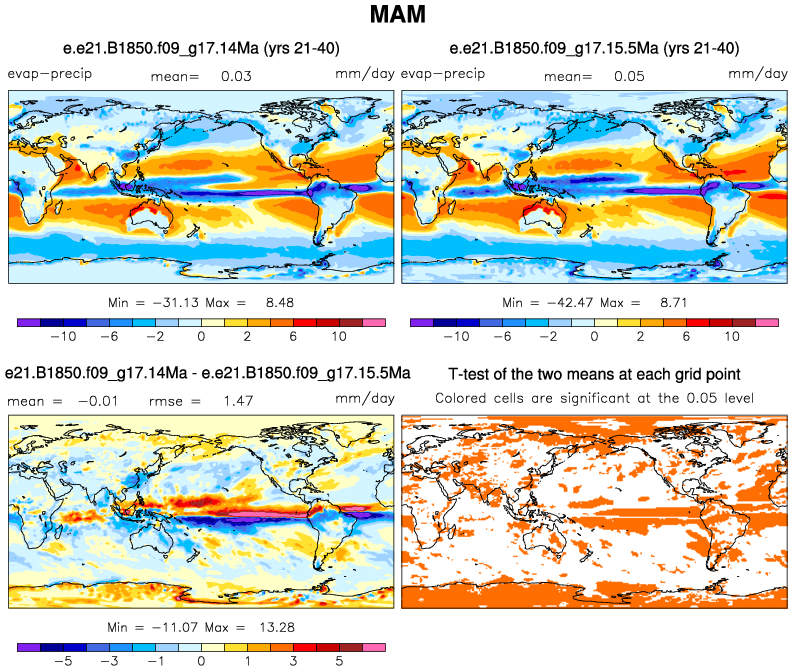 MAM
e.e21.B1850.f09_g17.14Ma (yrs 21-40)
evap-precip mean= 0.03 mm/day
Min = -31.13 Max = 8.48
-10 -6 -2 0 2 6 10
e.e21.B1850.f09_g17.15.5Ma (yrs 21-40)
evap-precip mean= 0.05 mm/day
Min = -42.47 Max = 8.71
-10 -6 -2 0 2 6 10
e21.B1850.f09_g17.14Ma - e.e21.B1850.f09_g17.15.5Ma
mean = -0.01 rmse = 1.47 mm/day
Min = -11.07 Max = 13.28
-5 -3 -1 0 1 3 5
T-test of the two means at each grid point
Colored cells are significant at the 0.05 level